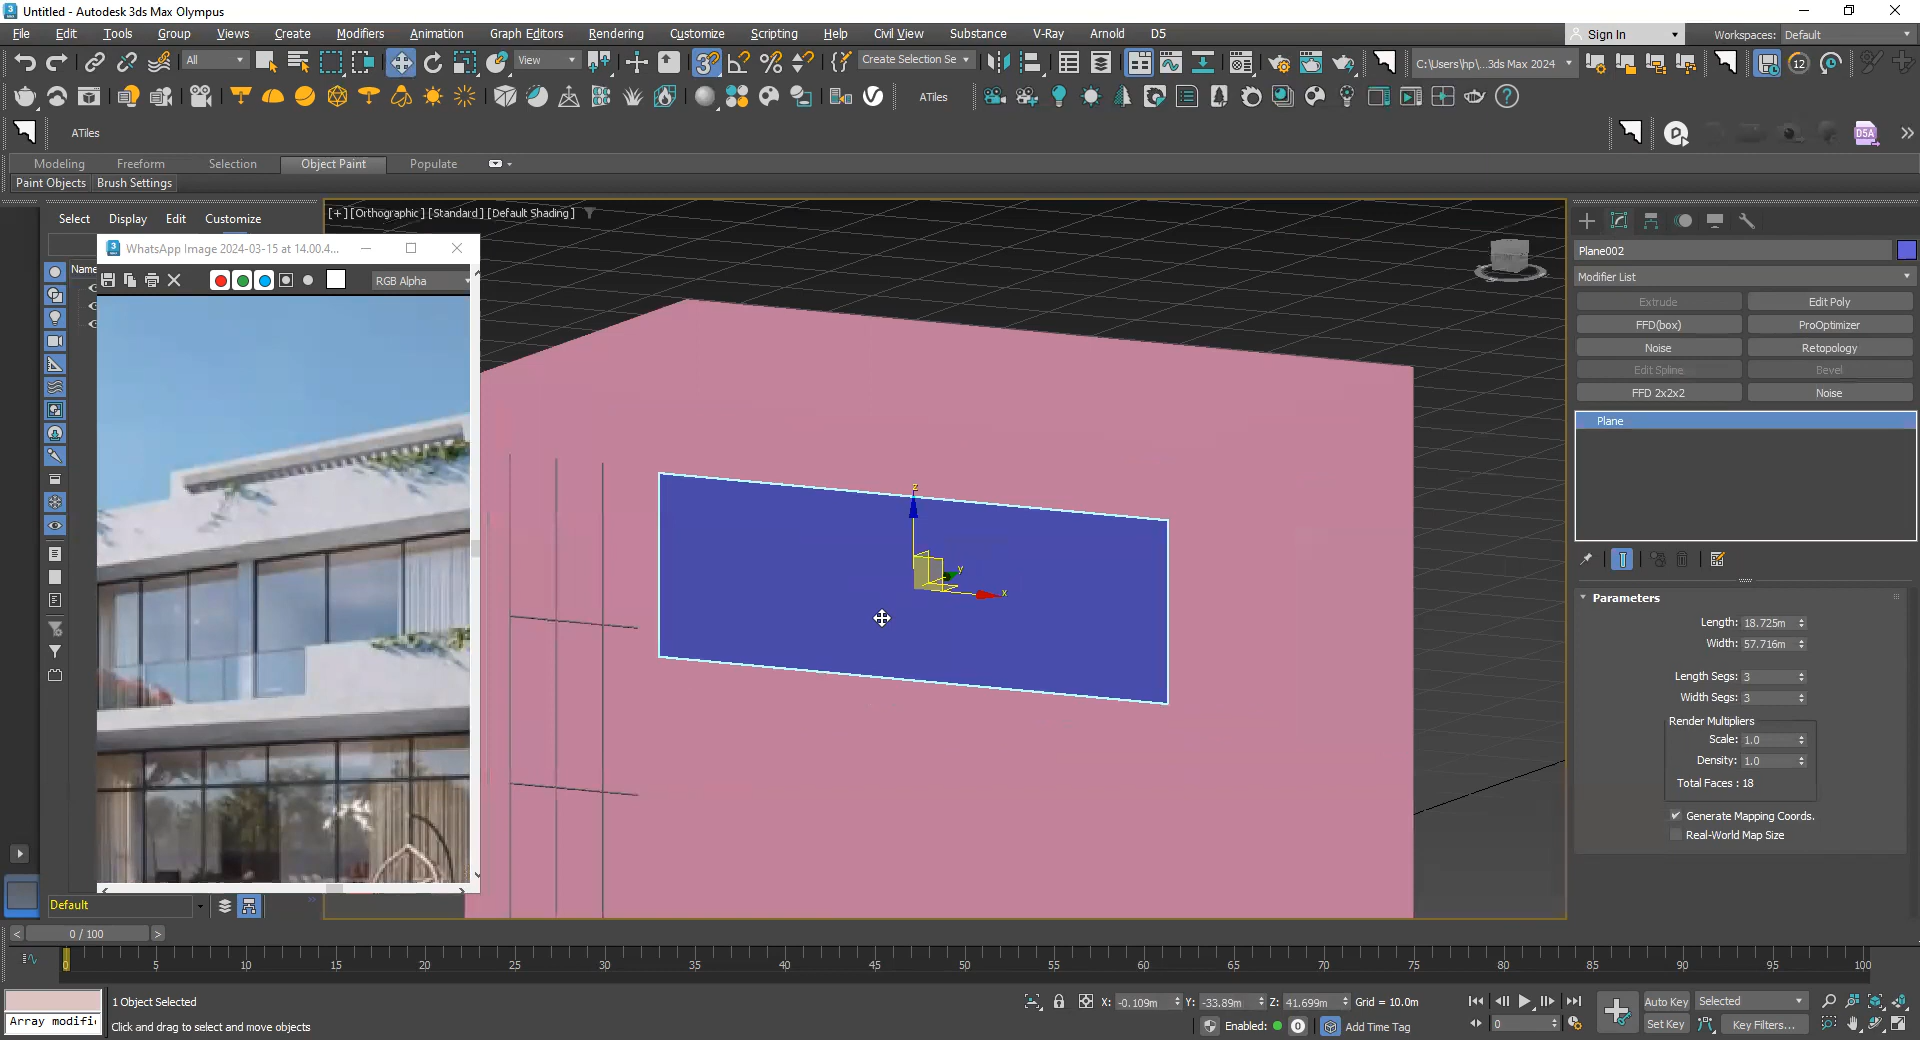 Untitled - Autodesk 3ds Max Olympus
File Edit Tools Group Views Create Modifiers Animation Graph Editors Rendering Customize Scripting Help Civil View Substance V-Ray Arnold D5
Sign In
Workspaces: Default
All
View
Create Selection Se
C:\Users\hp\...3ds Max 2024
12
ATiles
ATiles
D5A
Modeling Freeform Selection Object Paint Populate
Paint Objects Brush Settings
Select Display Edit Customize
[+] [Orthographic] [Standard] [Default Shading]
WhatsApp Image 2024-03-15 at 14.00.4...
Name
RGB Alpha
z
y
x
Plane002
Modifier List
Extrude Edit Poly
FFD(box) ProOptimizer
Noise Retopology
Edit Spline Bevel
FFD 2x2x2 Noise
Plane
Parameters
Length: 18.725m
Width: 57.716m
Length Segs: 3
Width Segs: 3
Render Multipliers
Scale: 1.0
Density: 1.0
Total Faces : 18
Generate Mapping Coords.
Real-World Map Size
Default
< 0 / 100 >
0 5 10 15 20 25 30 35 40 45 50 55 60 65 70 75 80 85 90 95 100
1 Object Selected
X: -0.109m Y: -33.89m Z: 41.699m Grid = 10.0m
Auto Key Selected
Array modifi
Click and drag to select and move objects
Enabled: 0 Add Time Tag
0
Set Key Key Filters...